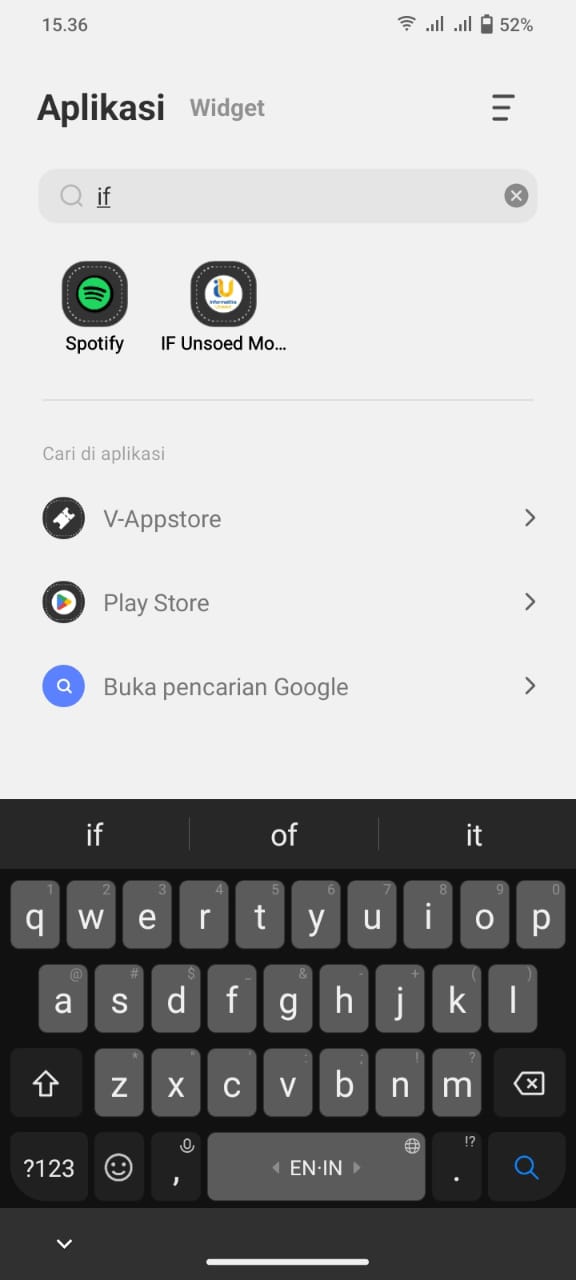 15.36
52%
Aplikasi Widget
if
Spotify
IF Unsoed Mo...
Cari di aplikasi
V-Appstore
Play Store
Buka pencarian Google
if of it
1 2 3 4 5 6 7 8 9 0
q w e r t y u i o p
@ # $ _ & - + ( )
a s d f g h j k l
* " ' : ; ! ?
z x c v b n m
!?
?123 , EN·IN .